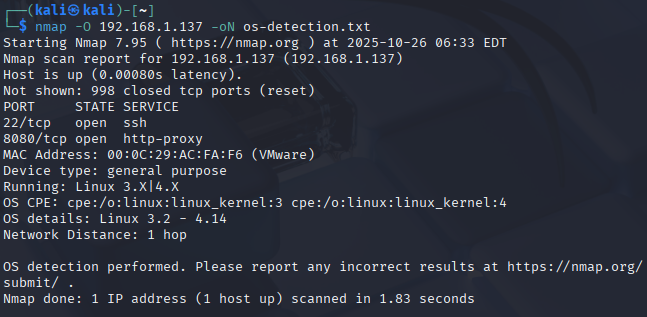 ┌──(kali㉿kali)-[~]
└─$ nmap -O 192.168.1.137 -oN os-detection.txt
Starting Nmap 7.95 ( https://nmap.org ) at 2025-10-26 06:33 EDT
Nmap scan report for 192.168.1.137 (192.168.1.137)
Host is up (0.00080s latency).
Not shown: 998 closed tcp ports (reset)
PORT     STATE SERVICE
22/tcp   open  ssh
8080/tcp open  http-proxy
MAC Address: 00:0C:29:AC:FA:F6 (VMware)
Device type: general purpose
Running: Linux 3.X|4.X
OS CPE: cpe:/o:linux:linux_kernel:3 cpe:/o:linux:linux_kernel:4
OS details: Linux 3.2 - 4.14
Network Distance: 1 hop

OS detection performed. Please report any incorrect results at https://nmap.org/
submit/ .
Nmap done: 1 IP address (1 host up) scanned in 1.83 seconds